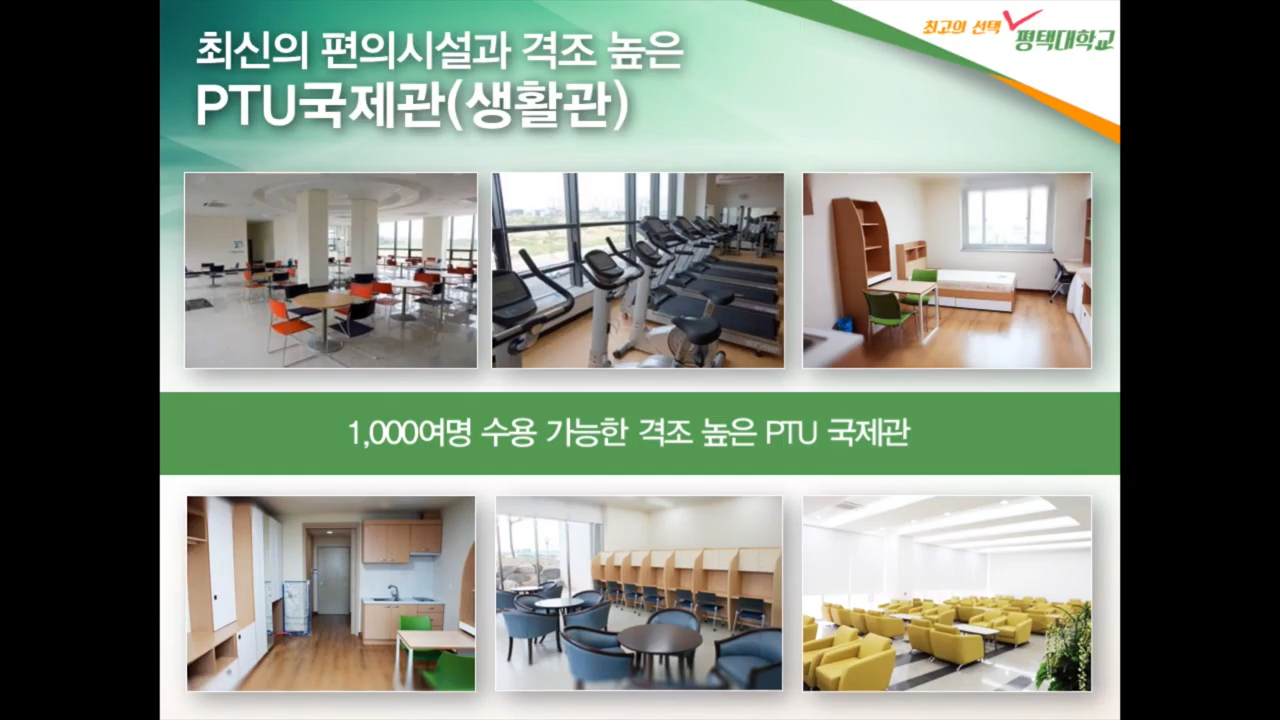 최신의 편의시설과 격조 높은
PTU국제관(생활관)
최고의 선택
평택대학교
1,000여명 수용 가능한 격조 높은 PTU 국제관